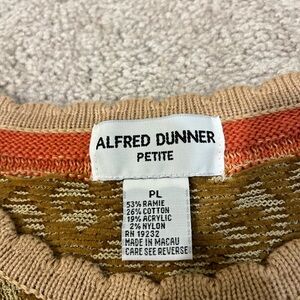 ALFRED DUNNER
PETITE
PL
53% RAMIE
26% COTTON
19% ACRYLIC
2% NYLON
RN 19232
MADE IN MACAU
CARE SEE REVERSE